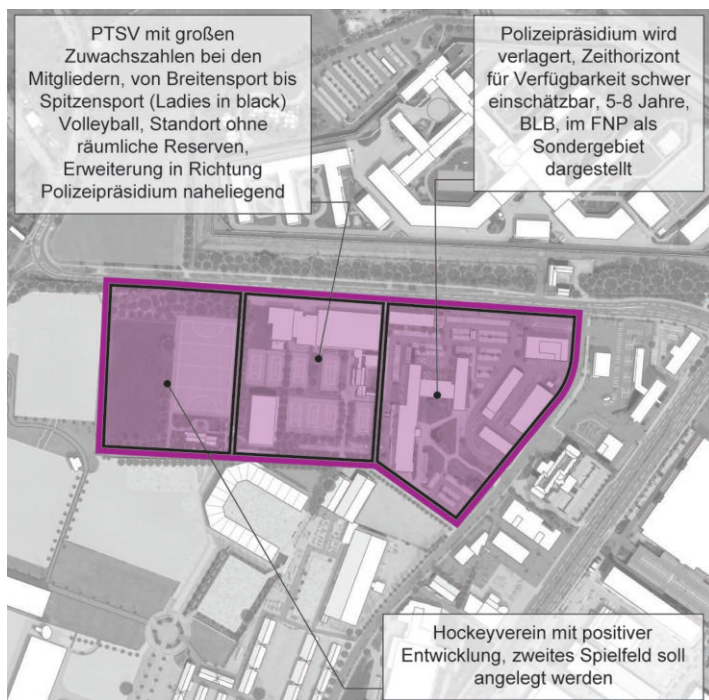 PTSV mit großen
Zuwachszahlen bei den
Mitgliedern, von Breitensport bis
Spitzensport (Ladies in black)
Volleyball, Standort ohne
räumliche Reserven,
Erweiterung in Richtung
Polizeipräsidium naheliegend
Polizeipräsidium wird
verlagert, Zeithorizont
für Verfügbarkeit schwer
einschätzbar, 5-8 Jahre,
BLB, im FNP als
Sondergebiet
dargestellt
Hockeyverein mit positiver
Entwicklung, zweites Spielfeld soll
angelegt werden